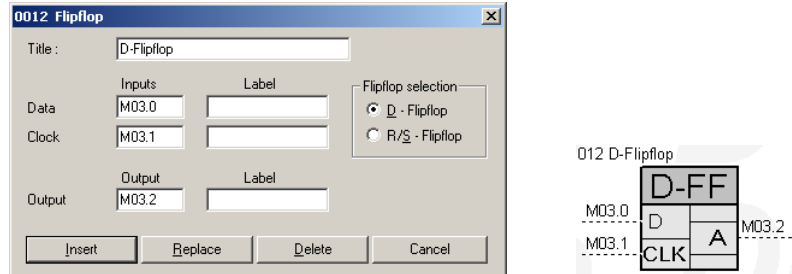 0012 Flipflop
Title :
D-Flipflop
Inputs
Label
Data
M03.0
Clock
M03.1
Flipflop selection
D - Flipflop
R/S - Flipflop
Output
Label
Output
M03.2
Insert
Replace
Delete
Cancel
012 D-Flipflop
D-FF
M03.0
D
M03.1
CLK
A
M03.2